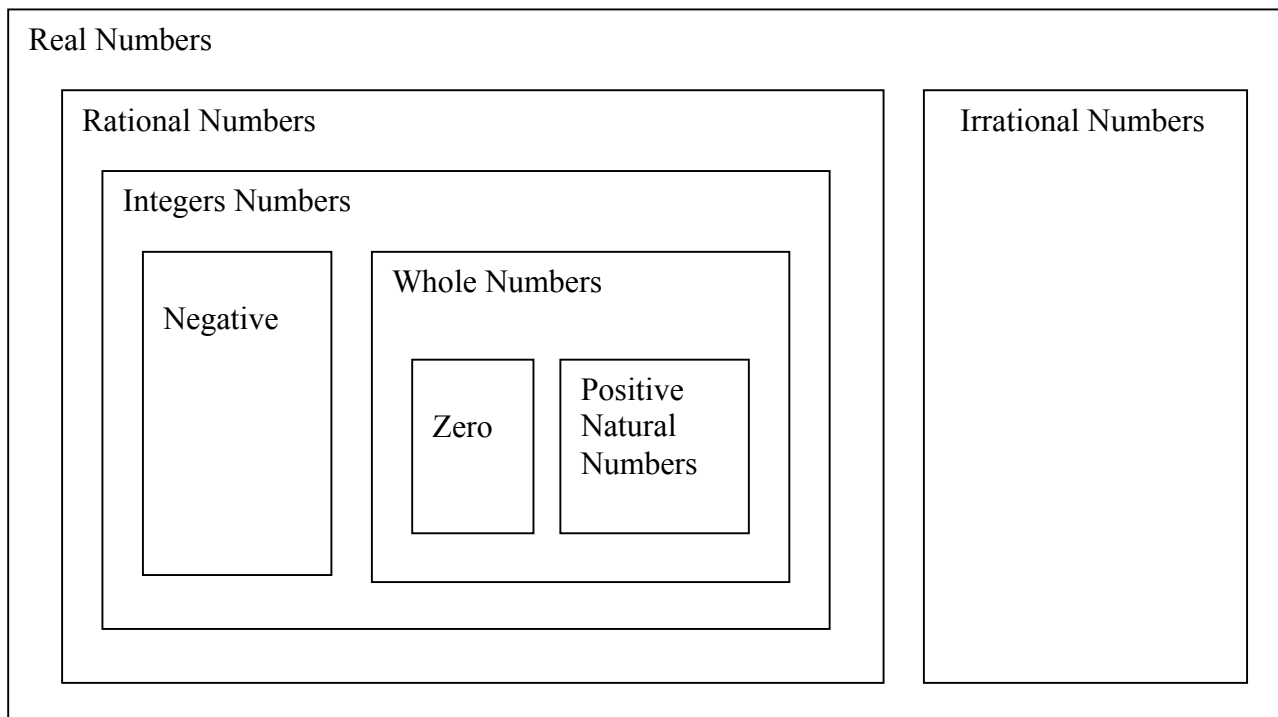 Real Numbers
Rational Numbers
Irrational Numbers
Integers Numbers
Negative
Whole Numbers
Zero
Positive
Natural
Numbers